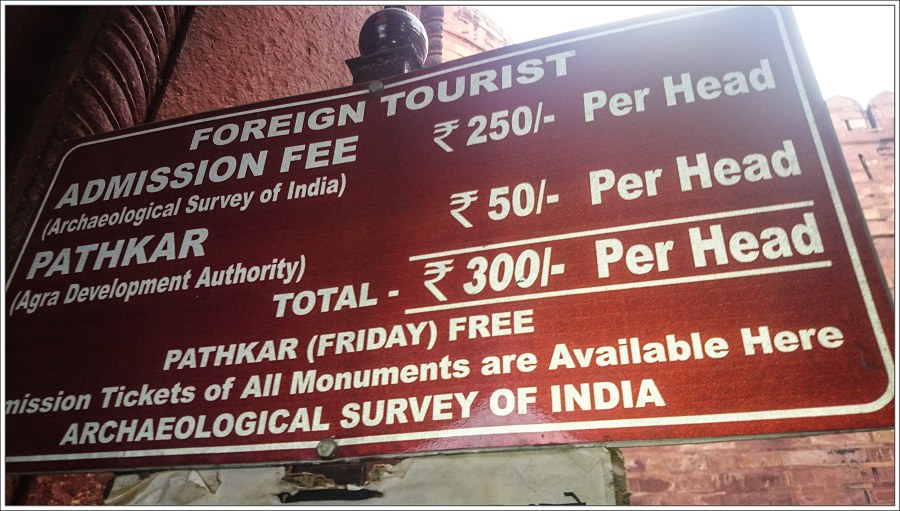 FOREIGN TOURIST
ADMISSION FEE ₹ 250/- Per Head
(Archaeological Survey of India)
PATHKAR ₹ 50/- Per Head
(Agra Development Authority)
TOTAL - ₹ 300/- Per Head
PATHKAR (FRIDAY) FREE
mission Tickets of All Monuments are Available Here
ARCHAEOLOGICAL SURVEY OF INDIA